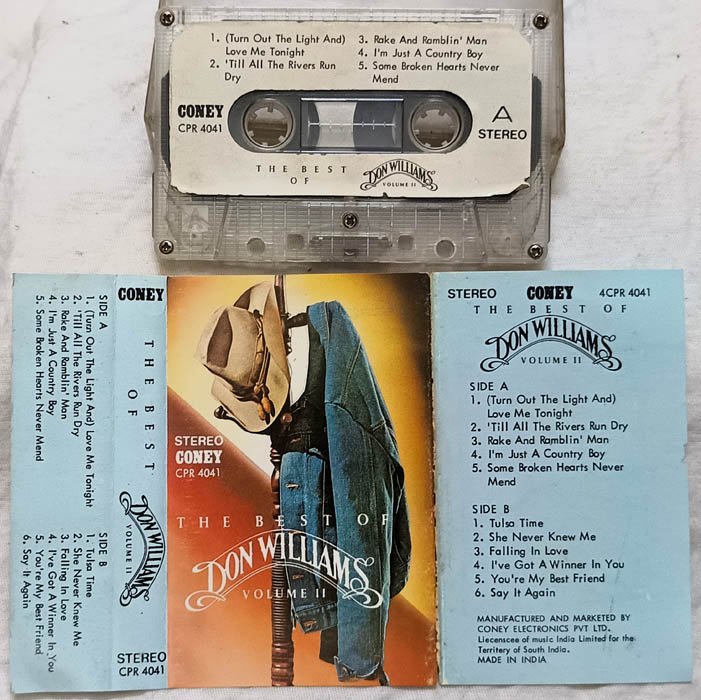 1. (Turn Out The Light And)
Love Me Tonight
2. 'Till All The Rivers Run
Dry
3. Rake And Ramblin' Man
4. I'm Just A Country Boy
5. Some Broken Hearts Never
Mend
CONEY
CPR 4041
A
STEREO
THE BEST
OF
DON WILLIAMS
VOLUME II
SIDE A
1. (Turn Out The Light And) Love Me Tonight
2. 'Till All The Rivers Run Dry
3. Rake And Ramblin' Man
4. I'm Just A Country Boy
5. Some Broken Hearts Never Mend
SIDE B
1. Tulsa Time
2. She Never Knew Me
3. Falling In Love
4. I've Got A Winner In You
5. You're My Best Friend
6. Say It Again
CONEY
THE BEST
OF
DON WILLIAMS
VOLUME II
STEREO
CPR 4041
STEREO
CONEY
CPR 4041
THE BEST OF
DON WILLIAMS
VOLUME II
STEREO CONEY 4CPR 4041
THE BEST OF
DON WILLIAMS
VOLUME II
SIDE A
1. (Turn Out The Light And)
Love Me Tonight
2. 'Till All The Rivers Run Dry
3. Rake And Ramblin' Man
4. I'm Just A Country Boy
5. Some Broken Hearts Never
Mend
SIDE B
1. Tulsa Time
2. She Never Knew Me
3. Falling In Love
4. I've Got A Winner In You
5. You're My Best Friend
6. Say It Again
MANUFACTURED AND MARKETED BY
CONEY ELECTRONICS PVT LTD.
Liecenscee of music India Limited for the
Territery of South India.
MADE IN INDIA